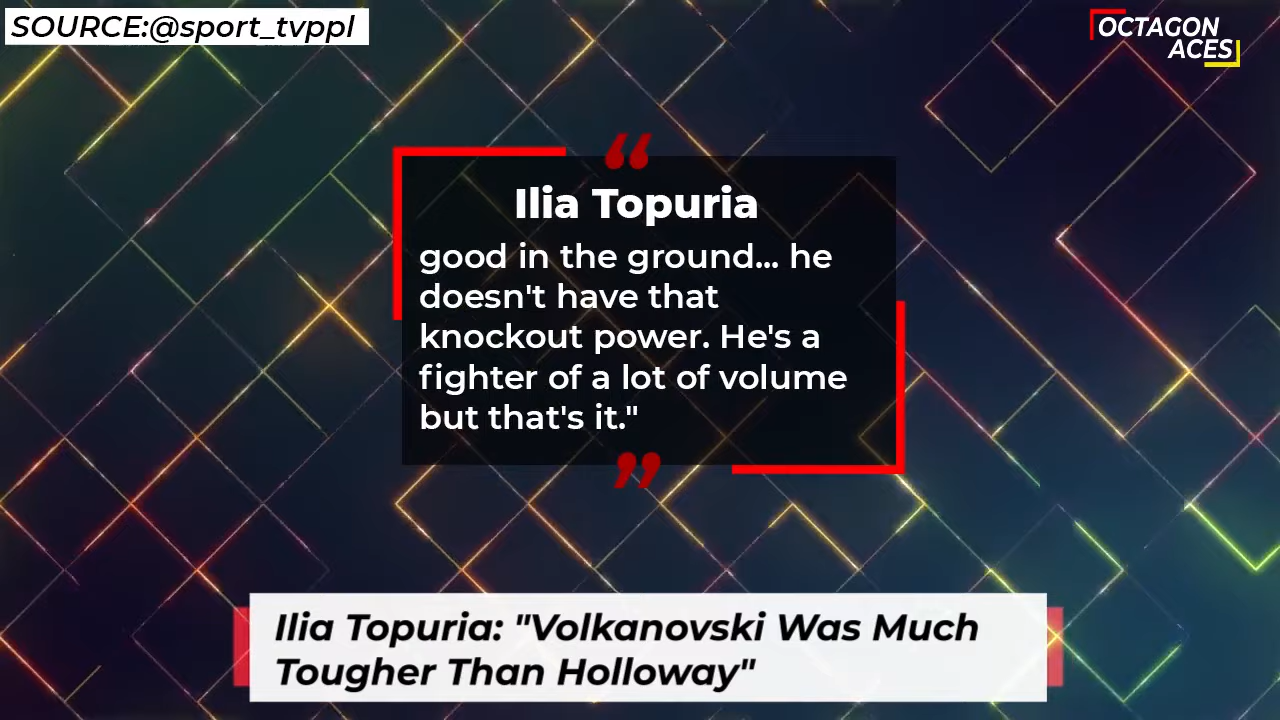 SOURCE:@sport_tvppl
OCTAGON
ACES
“
Ilia Topuria
good in the ground... he
doesn't have that
knockout power. He's a
fighter of a lot of volume
but that's it."
”
Ilia Topuria: "Volkanovski Was Much
Tougher Than Holloway"